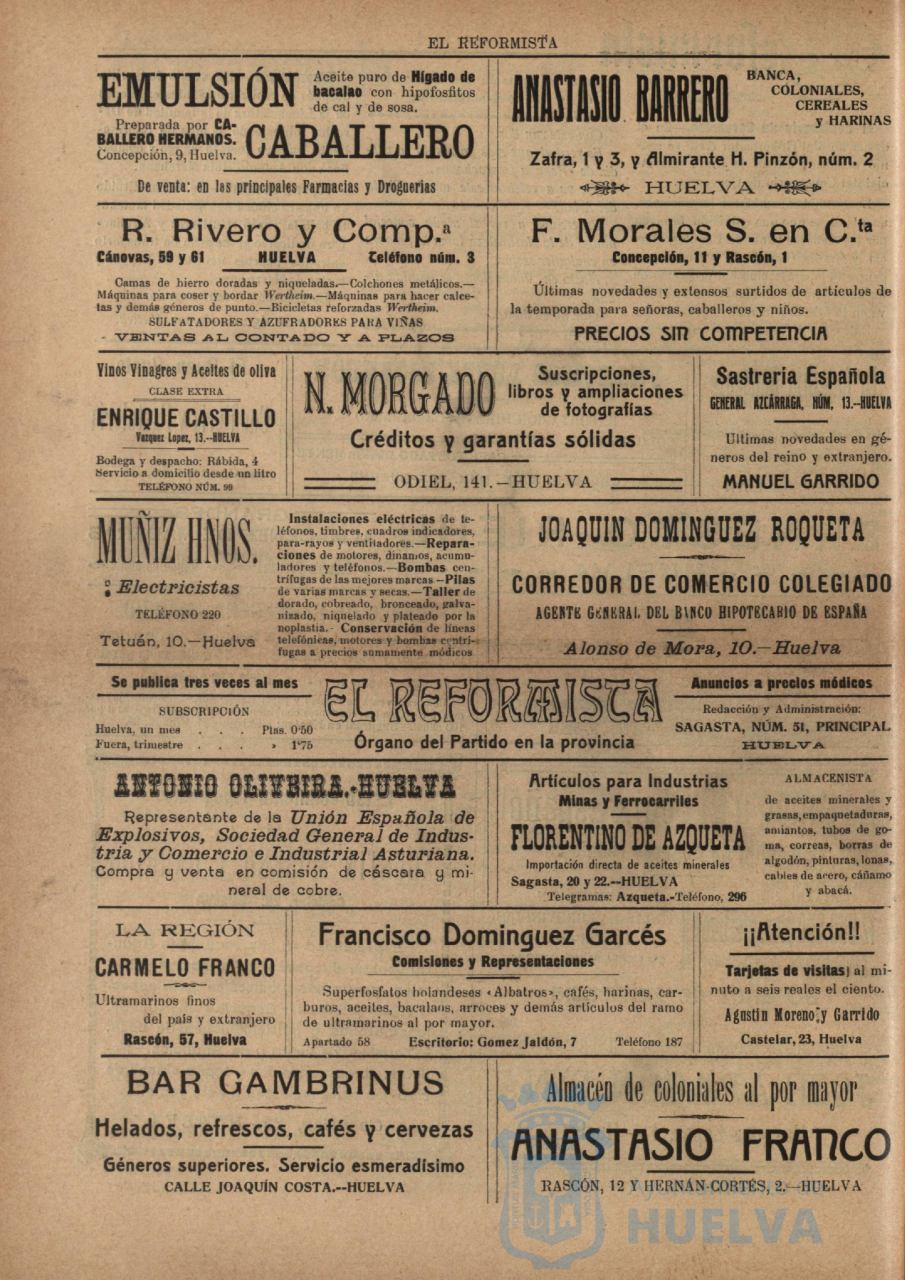 EL REFORMISTA
EMULSIÓN
Aceite puro de Hígado de
bacalao con hipofosfitos
de cal y de sosa.
Preparada por CA-
BALLERO HERMANOS.
Concepción, 9, Huelva.
CABALLERO
De venta: en las principales Farmacias y Droguerias
ANASTASIO BARRERO
BANCA,
COLONIALES,
CEREALES
y HARINAS
Zafra, 1 y 3, y Almirante H. Pinzón, núm. 2
HUELVA
R. Rivero y Comp.ª
Cánovas, 59 y 61 HUELVA Teléfono núm. 3
Camas de hierro doradas y niqueladas.—Colchones metálicos.—
Máquinas para coser y bordar Wertheim.—Máquinas para hacer calce-
tas y demás géneros de punto.—Bicicletas reforzadas Wertheim.
SULFATADORES Y AZUFRADORES PARA VIÑAS
- VENTAS AL CONTADO Y A PLAZOS
F. Morales S. en C.ta
Concepción, 11 y Rascón, 1
Últimas novedades y extensos surtidos de artículos de
la temporada para señoras, caballeros y niños.
PRECIOS SIN COMPETENCIA
Vinos Vinagres y Aceites de oliva
CLASE EXTRA
ENRIQUE CASTILLO
Vazquez Lopez, 13.--HUELVA
Bodega y despacho: Rábida, 4
Servicio a domicilio desde un litro
TELÉFONO NÚM. 99
N. MORGADO
Suscripciones,
libros y ampliaciones
de fotografías
Créditos y garantías sólidas
ODIEL, 141.—HUELVA
Sastreria Española
GENERAL AZCÁRRAGA, NÚM. 13.--HUELVA
Ultimas novedades en gé-
neros del reino y extranjero.
MANUEL GARRIDO
MUÑIZ HNOS.
Electricistas
TELÉFONO 220
Tetuán, 10.—Huelva
Instalaciones eléctricas de te-
léfonos, timbres, cuadros indicadores,
para-rayos y ventiladores.—Repara-
ciones de motores, dinamos, acumu-
ladores y teléfonos.—Bombas cen-
trífugas de las mejores marcas.—Pilas
de varias marcas y secas.—Taller de
dorado, cobreado, bronceado, galva-
nizado, niquelado y plateado por la
noplastia.- Conservación de líneas
telefónicas, motores y bombas centrí-
fugas a precios sumamente módicos
JOAQUIN DOMINGUEZ ROQUETA
CORREDOR DE COMERCIO COLEGIADO
AGENTE GENERAL DEL BANCO HIPOTECARIO DE ESPAÑA
Alonso de Mora, 10.—Huelva
Se publica tres veces al mes
SUBSCRIPCIÓN
Huelva, un mes . . . Ptas. 0'50
Fuera, trimestre . . . » 1'75
EL REFORMISTA
Órgano del Partido en la provincia
Anuncios a precios módicos
Redacción y Administración:
SAGASTA, NÚM. 51, PRINCIPAL
HUELVA
ANTONIO OLIVEIRA.-HUELVA
Representante de la Unión Española de
Explosivos, Sociedad General de Indus-
tria y Comercio e Industrial Asturiana.
Compra y venta en comisión de cáscara y mi-
neral de cobre.
Artículos para Industrias
Minas y Ferrocarriles
FLORENTINO DE AZQUETA
Importación directa de aceites minerales
Sagasta, 20 y 22.--HUELVA
Telegramas: Azqueta.-Teléfono, 296
ALMACENISTA
de aceites minerales y
grasas, empaquetaduras,
amiantos, tubos de go-
ma, correas, borras de
algodón, pinturas, lonas,
cables de acero, cáñamo
y abacá.
LA REGIÓN
CARMELO FRANCO
Ultramarinos finos
del país y extranjero
Rascón, 57, Huelva
Francisco Dominguez Garcés
Comisiones y Representaciones
Superfosfatos holandeses «Albatros», cafés, harinas, car-
buros, aceites, bacalaos, arroces y demás artículos del ramo
de ultramarinos al por mayor.
Apartado 58 Escritorio: Gomez Jaldón, 7 Teléfono 187
¡¡Atención!!
Tarjetas de visitas; al mi-
nuto a seis reales el ciento.
Agustin Moreno y Garrido
Castelar, 23, Huelva
BAR GAMBRINUS
Helados, refrescos, cafés y cervezas
Géneros superiores. Servicio esmeradísimo
CALLE JOAQUÍN COSTA.--HUELVA
Almacén de coloniales al por mayor
ANASTASIO FRANCO
RASCÓN, 12 Y HERNÁN-CORTÉS, 2.—HUELVA
HUELVA